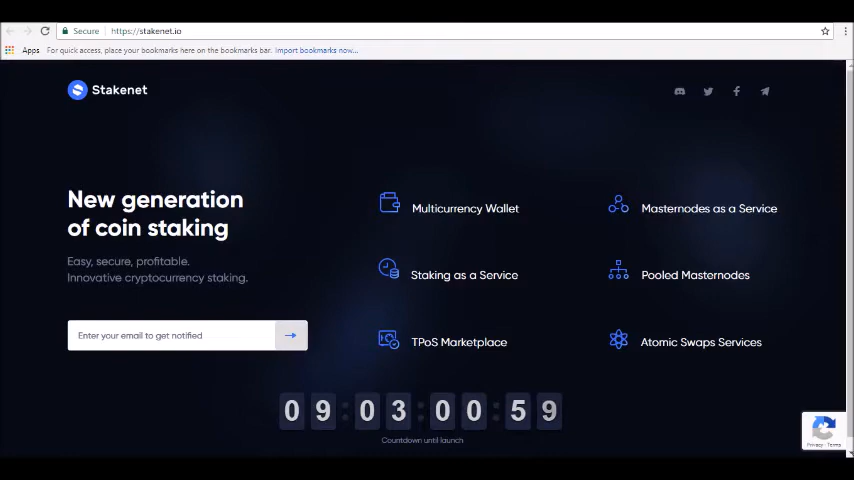 Secure https://stakenet.io
Apps For quick access, place your bookmarks here on the bookmarks bar. Import bookmarks now...
Stakenet
New generation
of coin staking
Easy, secure, profitable.
Innovative cryptocurrency staking.
Enter your email to get notified
Multicurrency Wallet
Masternodes as a Service
Staking as a Service
Pooled Masternodes
TPoS Marketplace
Atomic Swaps Services
09:03:00:59
Countdown until launch
Privacy - Terms